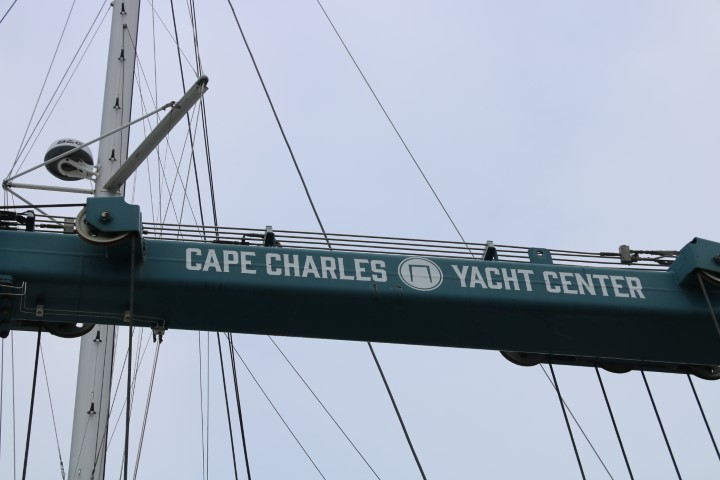 CAPE CHARLES YACHT CENTER